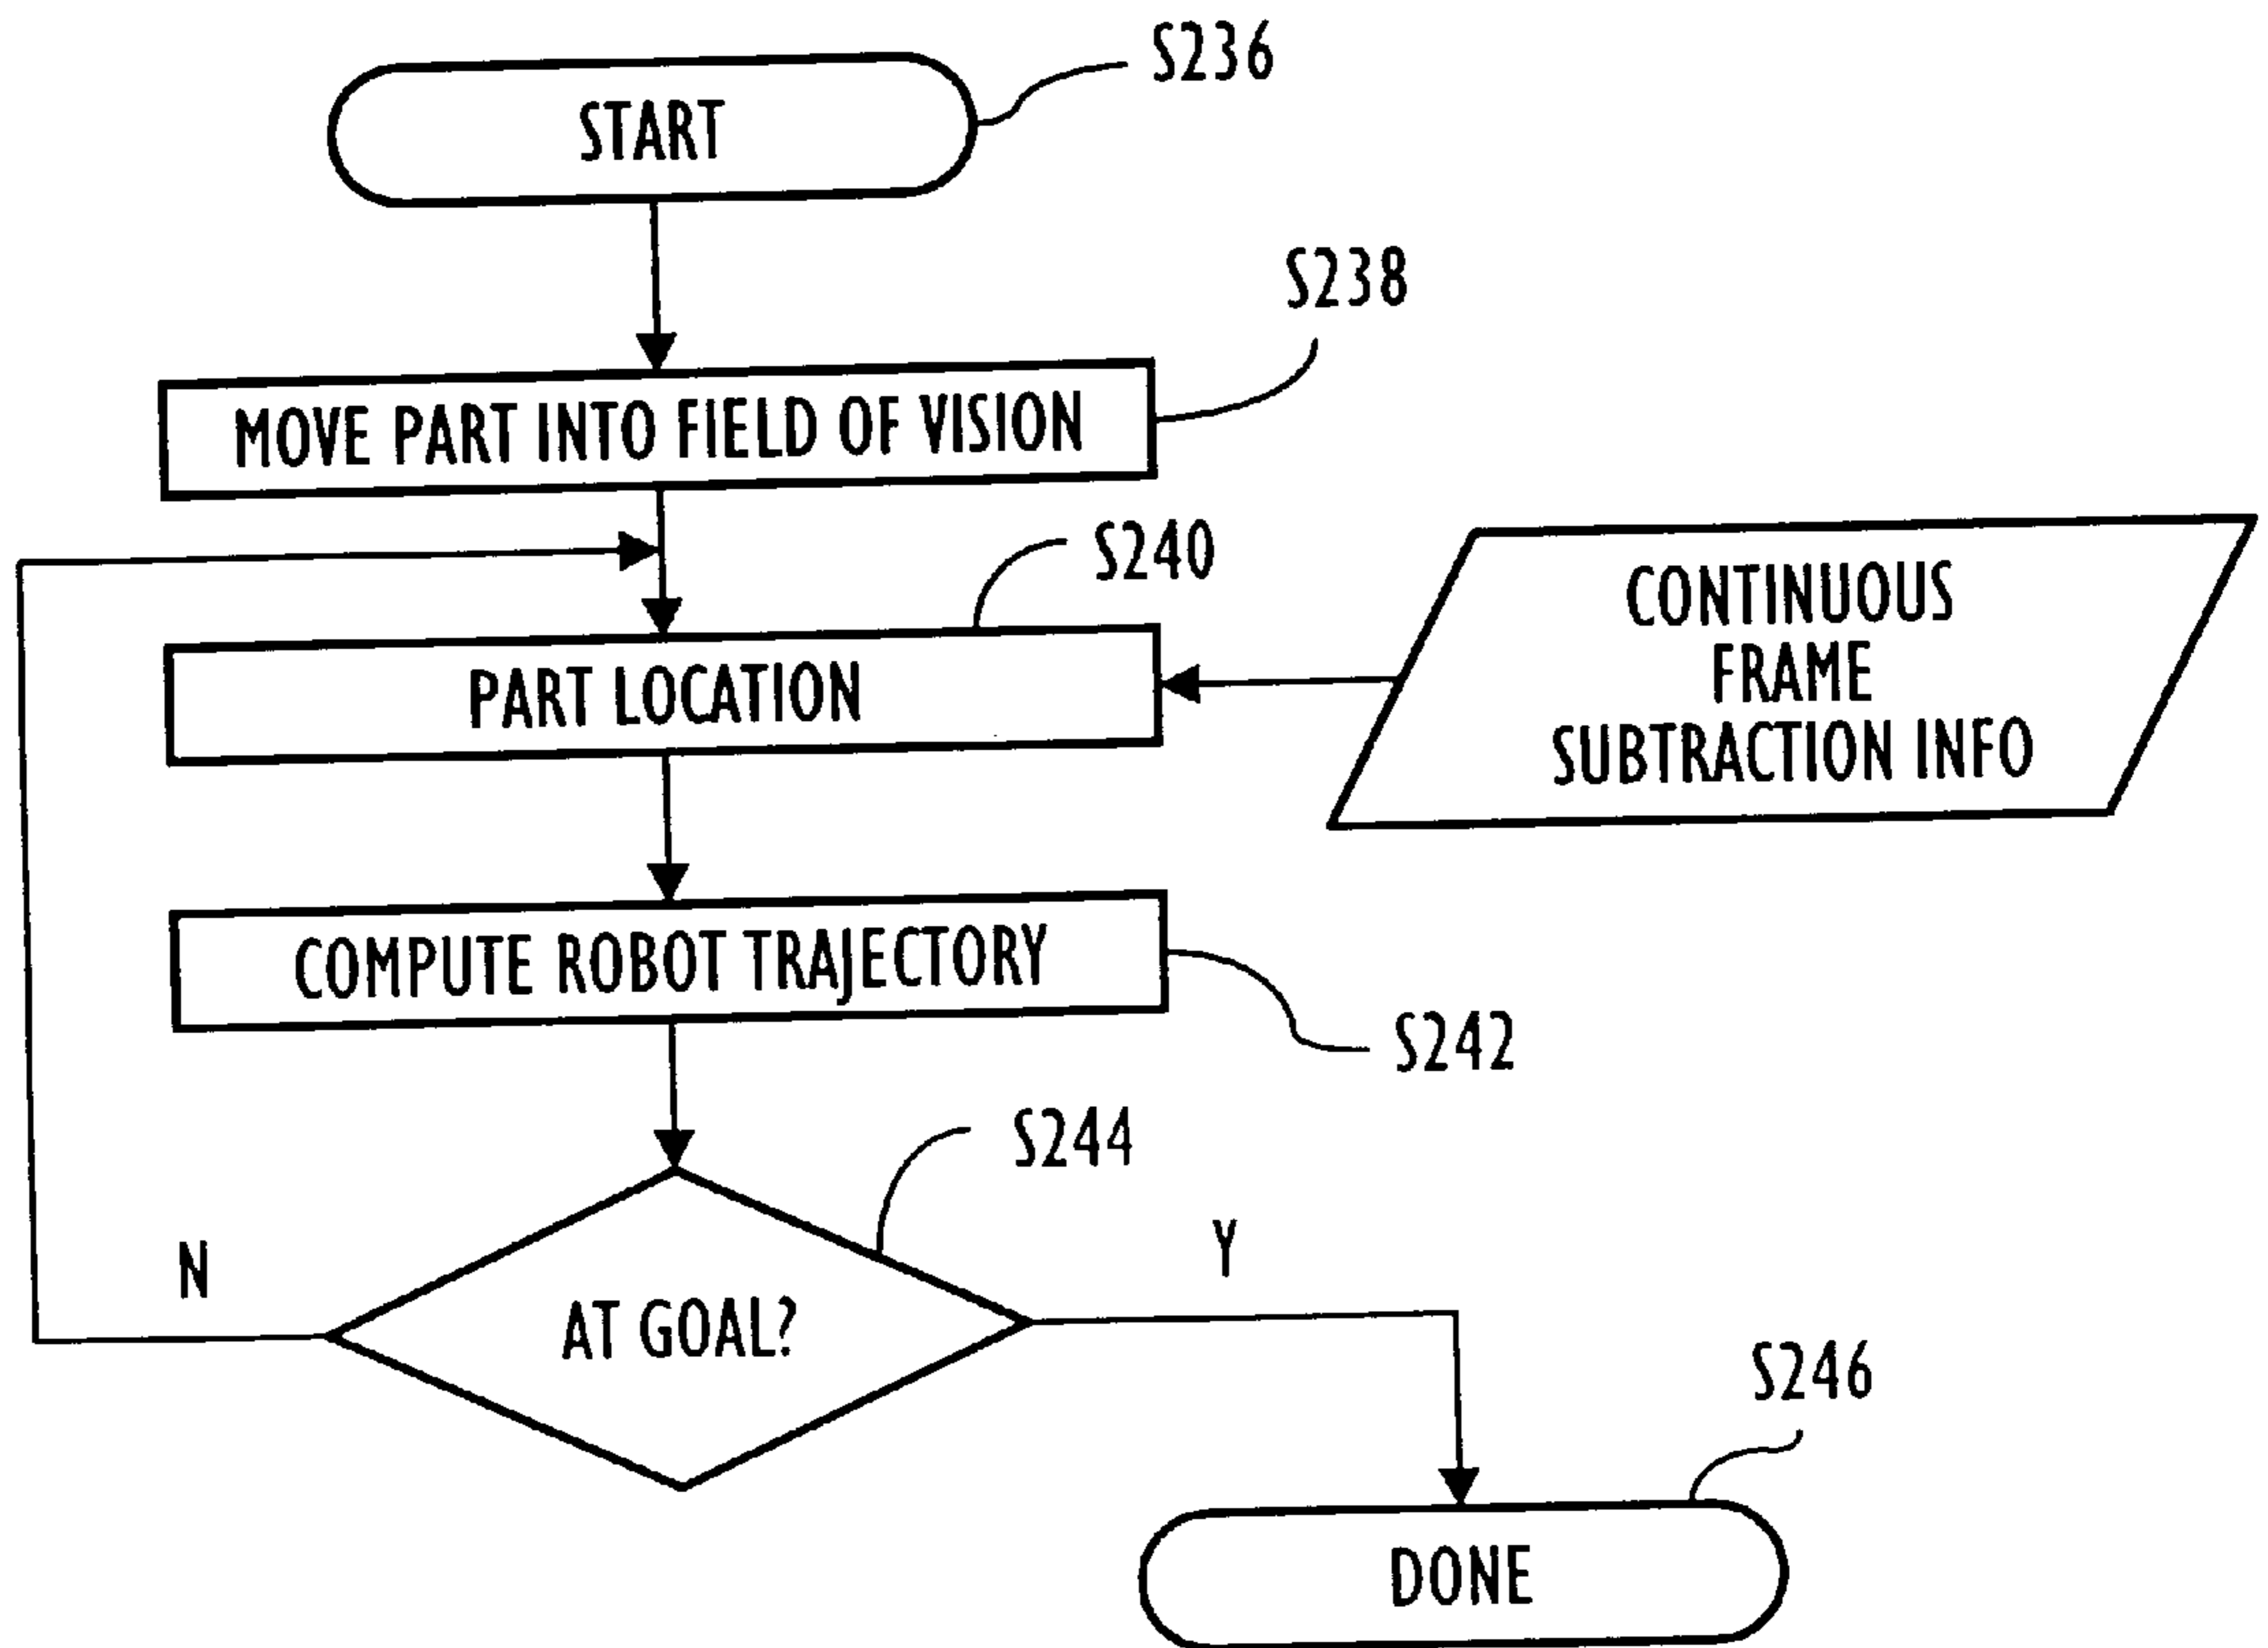 S236
START
S238
MOVE PART INTO FIELD OF VISION
S240
CONTINUOUS
FRAME
SUBTRACTION INFO
PART LOCATION
COMPUTE ROBOT TRAJECTORY
S242
S244
N
Y
AT GOAL?
S246
DONE